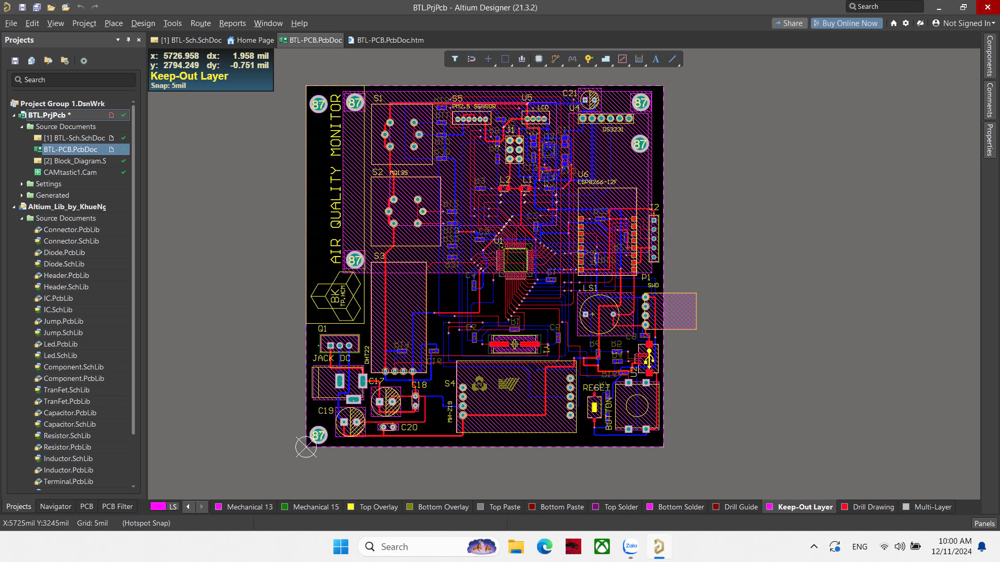 BTL.PrjPcb - Altium Designer (21.3.2)
Search
File Edit View Project Place Design Tools Route Reports Window Help
Share
Buy Online Now
Not Signed In
Projects
[1] BTL-Sch.SchDoc
Home Page
BTL-PCB.PcbDoc
BTL-PCB.PcbDoc.htm
x: 5726.958 dx: 1.958 mil
y: 2794.249 dy: -0.751 mil
Keep-Out Layer
Snap: 5mil
Search
Project Group 1.DsnWrk
BTL.PrjPcb *
Source Documents
[1] BTL-Sch.SchDoc
BTL-PCB.PcbDoc
[2] Block_Diagram.S
CAMtastic1.Cam
Settings
Generated
Altium_Lib_by_KhueNg
Source Documents
Connector.PcbLib
Connector.SchLib
Diode.PcbLib
Diode.SchLib
Header.PcbLib
Header.SchLib
IC.PcbLib
IC.SchLib
Jump.PcbLib
Jump.SchLib
Led.PcbLib
Led.SchLib
Component.SchLib
Component.PcbLib
TranFet.SchLib
TranFet.PcbLib
Capacitor.PcbLib
Capacitor.SchLib
Resistor.SchLib
Resistor.PcbLib
Inductor.SchLib
Inductor.PcbLib
Terminal.PcbLib
Components
Comments
Properties
AIR QUALITY MONITOR
87
87
87
87
87
87
S1
S5
PM2.5 SENSOR
U5
LCD
C21
U4
DS3231
J1
S2
MQ135
L2
L1
U6
ESP8266-12F
J2
S3
U1
BK
TP.HCM
P1
SWD
LS1
+
Q1
JACK DC
DHT22
R1
Y1
U2
C17
C18
S4
MH-Z19
C19
C20
RESET
BUTTON
Projects Navigator PCB PCB Filter
LS
Mechanical 13
Mechanical 15
Top Overlay
Bottom Overlay
Top Paste
Bottom Paste
Top Solder
Bottom Solder
Drill Guide
Keep-Out Layer
Drill Drawing
Multi-Layer
X:5725mil Y:3245mil Grid: 5mil (Hotspot Snap)
Panels
Search
Zalo
ENG
10:00 AM
12/11/2024